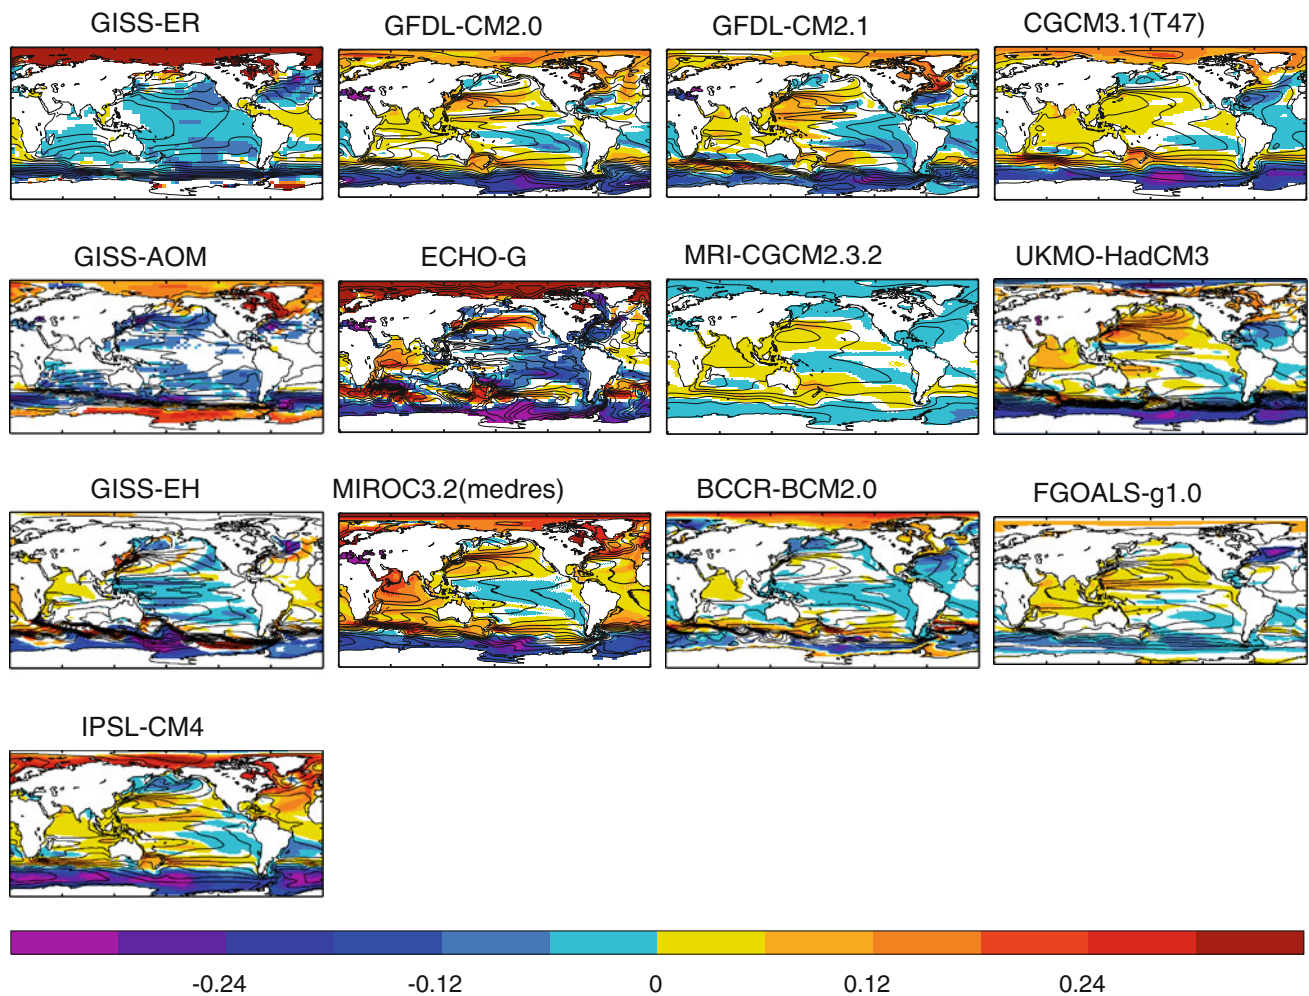 GISS-ER GFDL-CM2.0 GFDL-CM2.1 CGCM3.1(T47)
GISS-AOM ECHO-G MRI-CGCM2.3.2 UKMO-HadCM3
GISS-EH MIROC3.2(medres) BCCR-BCM2.0 FGOALS-g1.0
IPSL-CM4
-0.24 -0.12 0 0.12 0.24